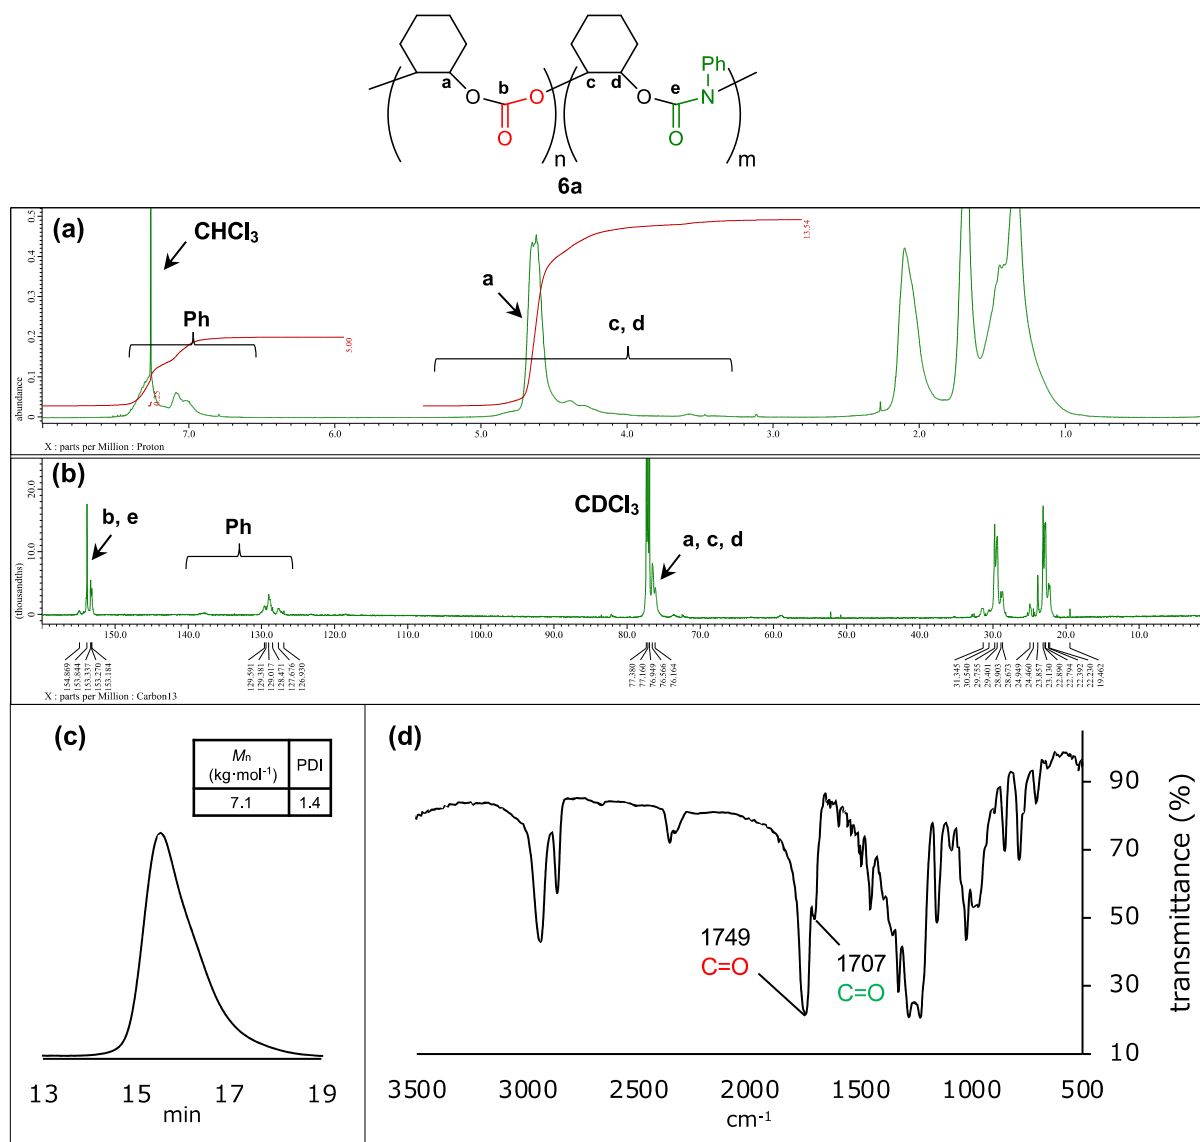 Ph
a
b
c
d
e
O
O
O
N
O
O
n
m
6a
(a)
CHCl3
Ph
a
c, d
13.54
5.00
0.25
abundance
0 0.1 0.2 0.3 0.4 0.5
7.0 6.0 5.0 4.0 3.0 2.0 1.0
X : parts per Million : Proton
(b)
b, e
Ph
CDCl3
a, c, d
(thousandths)
0 10.0 20.0
150.0 140.0 130.0 120.0 110.0 100.0 90.0 80.0 70.0 60.0 50.0 40.0 30.0 20.0 10.0
154.869 153.844 153.337 153.270 153.184
129.591 129.381 129.017 128.471 127.676 126.930
77.380 77.160 76.949 76.566 76.164
31.345 30.540 29.755 29.401 28.903 28.673 24.949 24.460 23.857 23.130 22.890 22.794 22.392 22.230 19.462
X : parts per Million : Carbon13
(c)
Mn
(kg·mol-1)
PDI
7.1 1.4
13 15 17 19
min
(d)
1749
C=O
1707
C=O
90
70
50
30
10
transmittance (%)
3500 3000 2500 2000 1500 1000 500
cm-1